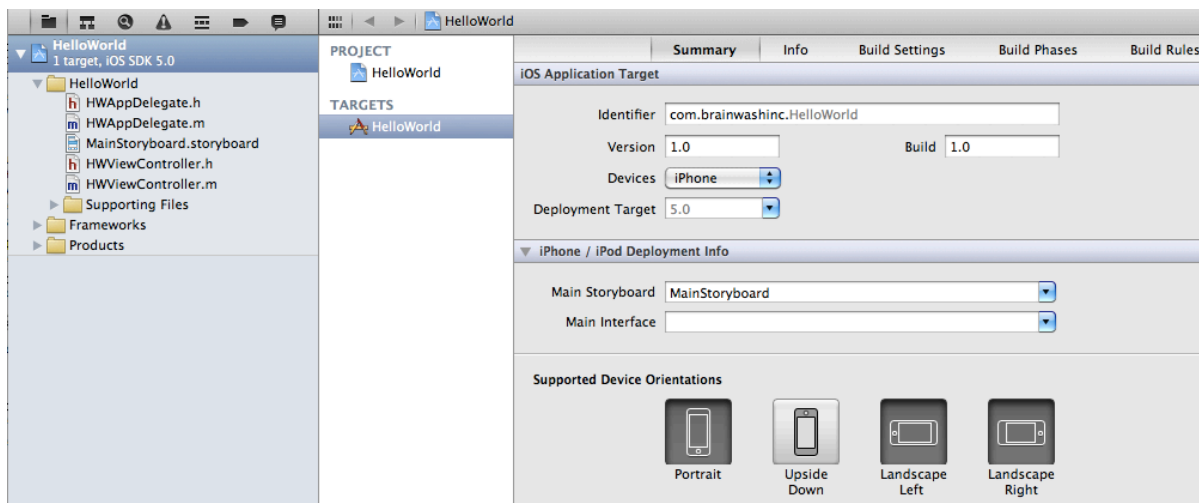 HelloWorld
HelloWorld
1 target, iOS SDK 5.0
HelloWorld
h HWAppDelegate.h
m HWAppDelegate.m
MainStoryboard.storyboard
h HWViewController.h
m HWViewController.m
Supporting Files
Frameworks
Products
PROJECT
HelloWorld
TARGETS
HelloWorld
Summary Info Build Settings Build Phases Build Rules
iOS Application Target
Identifier com.brainwashinc.HelloWorld
Version 1.0 Build 1.0
Devices iPhone
Deployment Target 5.0
iPhone / iPod Deployment Info
Main Storyboard MainStoryboard
Main Interface
Supported Device Orientations
Portrait Upside Down Landscape Left Landscape Right